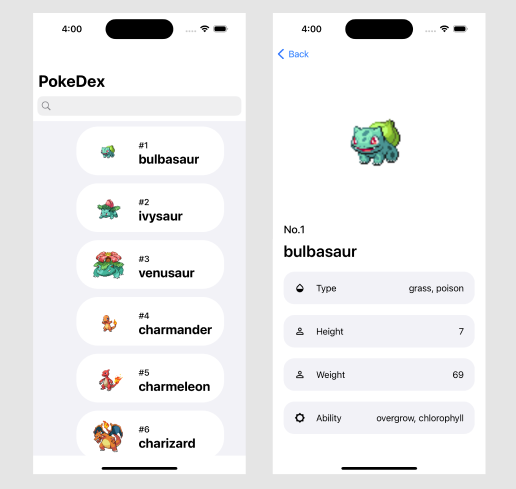 4:00
PokeDex
#1
bulbasaur
#2
ivysaur
#3
venusaur
#4
charmander
#5
charmeleon
#6
charizard
4:00
Back
No.1
bulbasaur
Type grass, poison
Height 7
Weight 69
Ability overgrow, chlorophyll